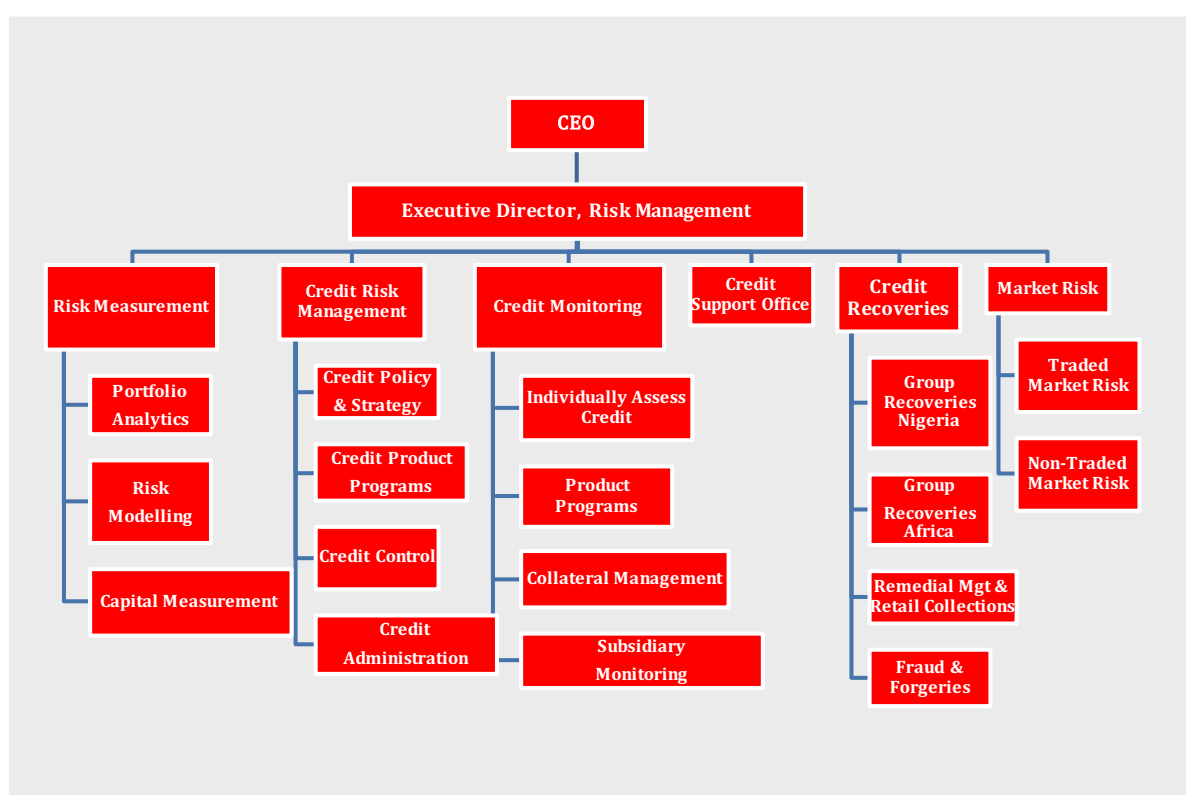 CEO
Executive Director, Risk Management
Risk Measurement
Portfolio
Analytics
Risk
Modelling
Capital Measurement
Credit Risk
Management
Credit Policy
& Strategy
Credit Product
Programs
Credit Control
Credit
Administration
Credit Monitoring
Individually Assess
Credit
Product
Programs
Collateral Management
Subsidiary
Monitoring
Credit
Support Office
Credit
Recoveries
Group
Recoveries
Nigeria
Group
Recoveries
Africa
Remedial Mgt &
Retail Collections
Fraud &
Forgeries
Market Risk
Traded
Market Risk
Non-Traded
Market Risk